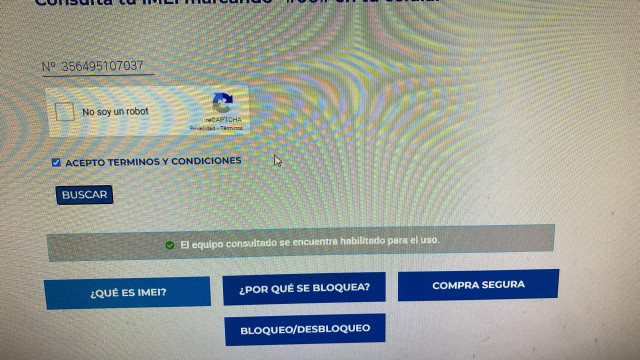 Consulta tu IMEI marcando *#06# en tu celular
Nº 356495107037
No soy un robot
reCAPTCHA
Privacidad - Términos
ACEPTO TERMINOS Y CONDICIONES
BUSCAR
El equipo consultado se encuentra habilitado para el uso.
¿QUÉ ES IMEI?
¿POR QUÉ SE BLOQUEA?
COMPRA SEGURA
BLOQUEO/DESBLOQUEO